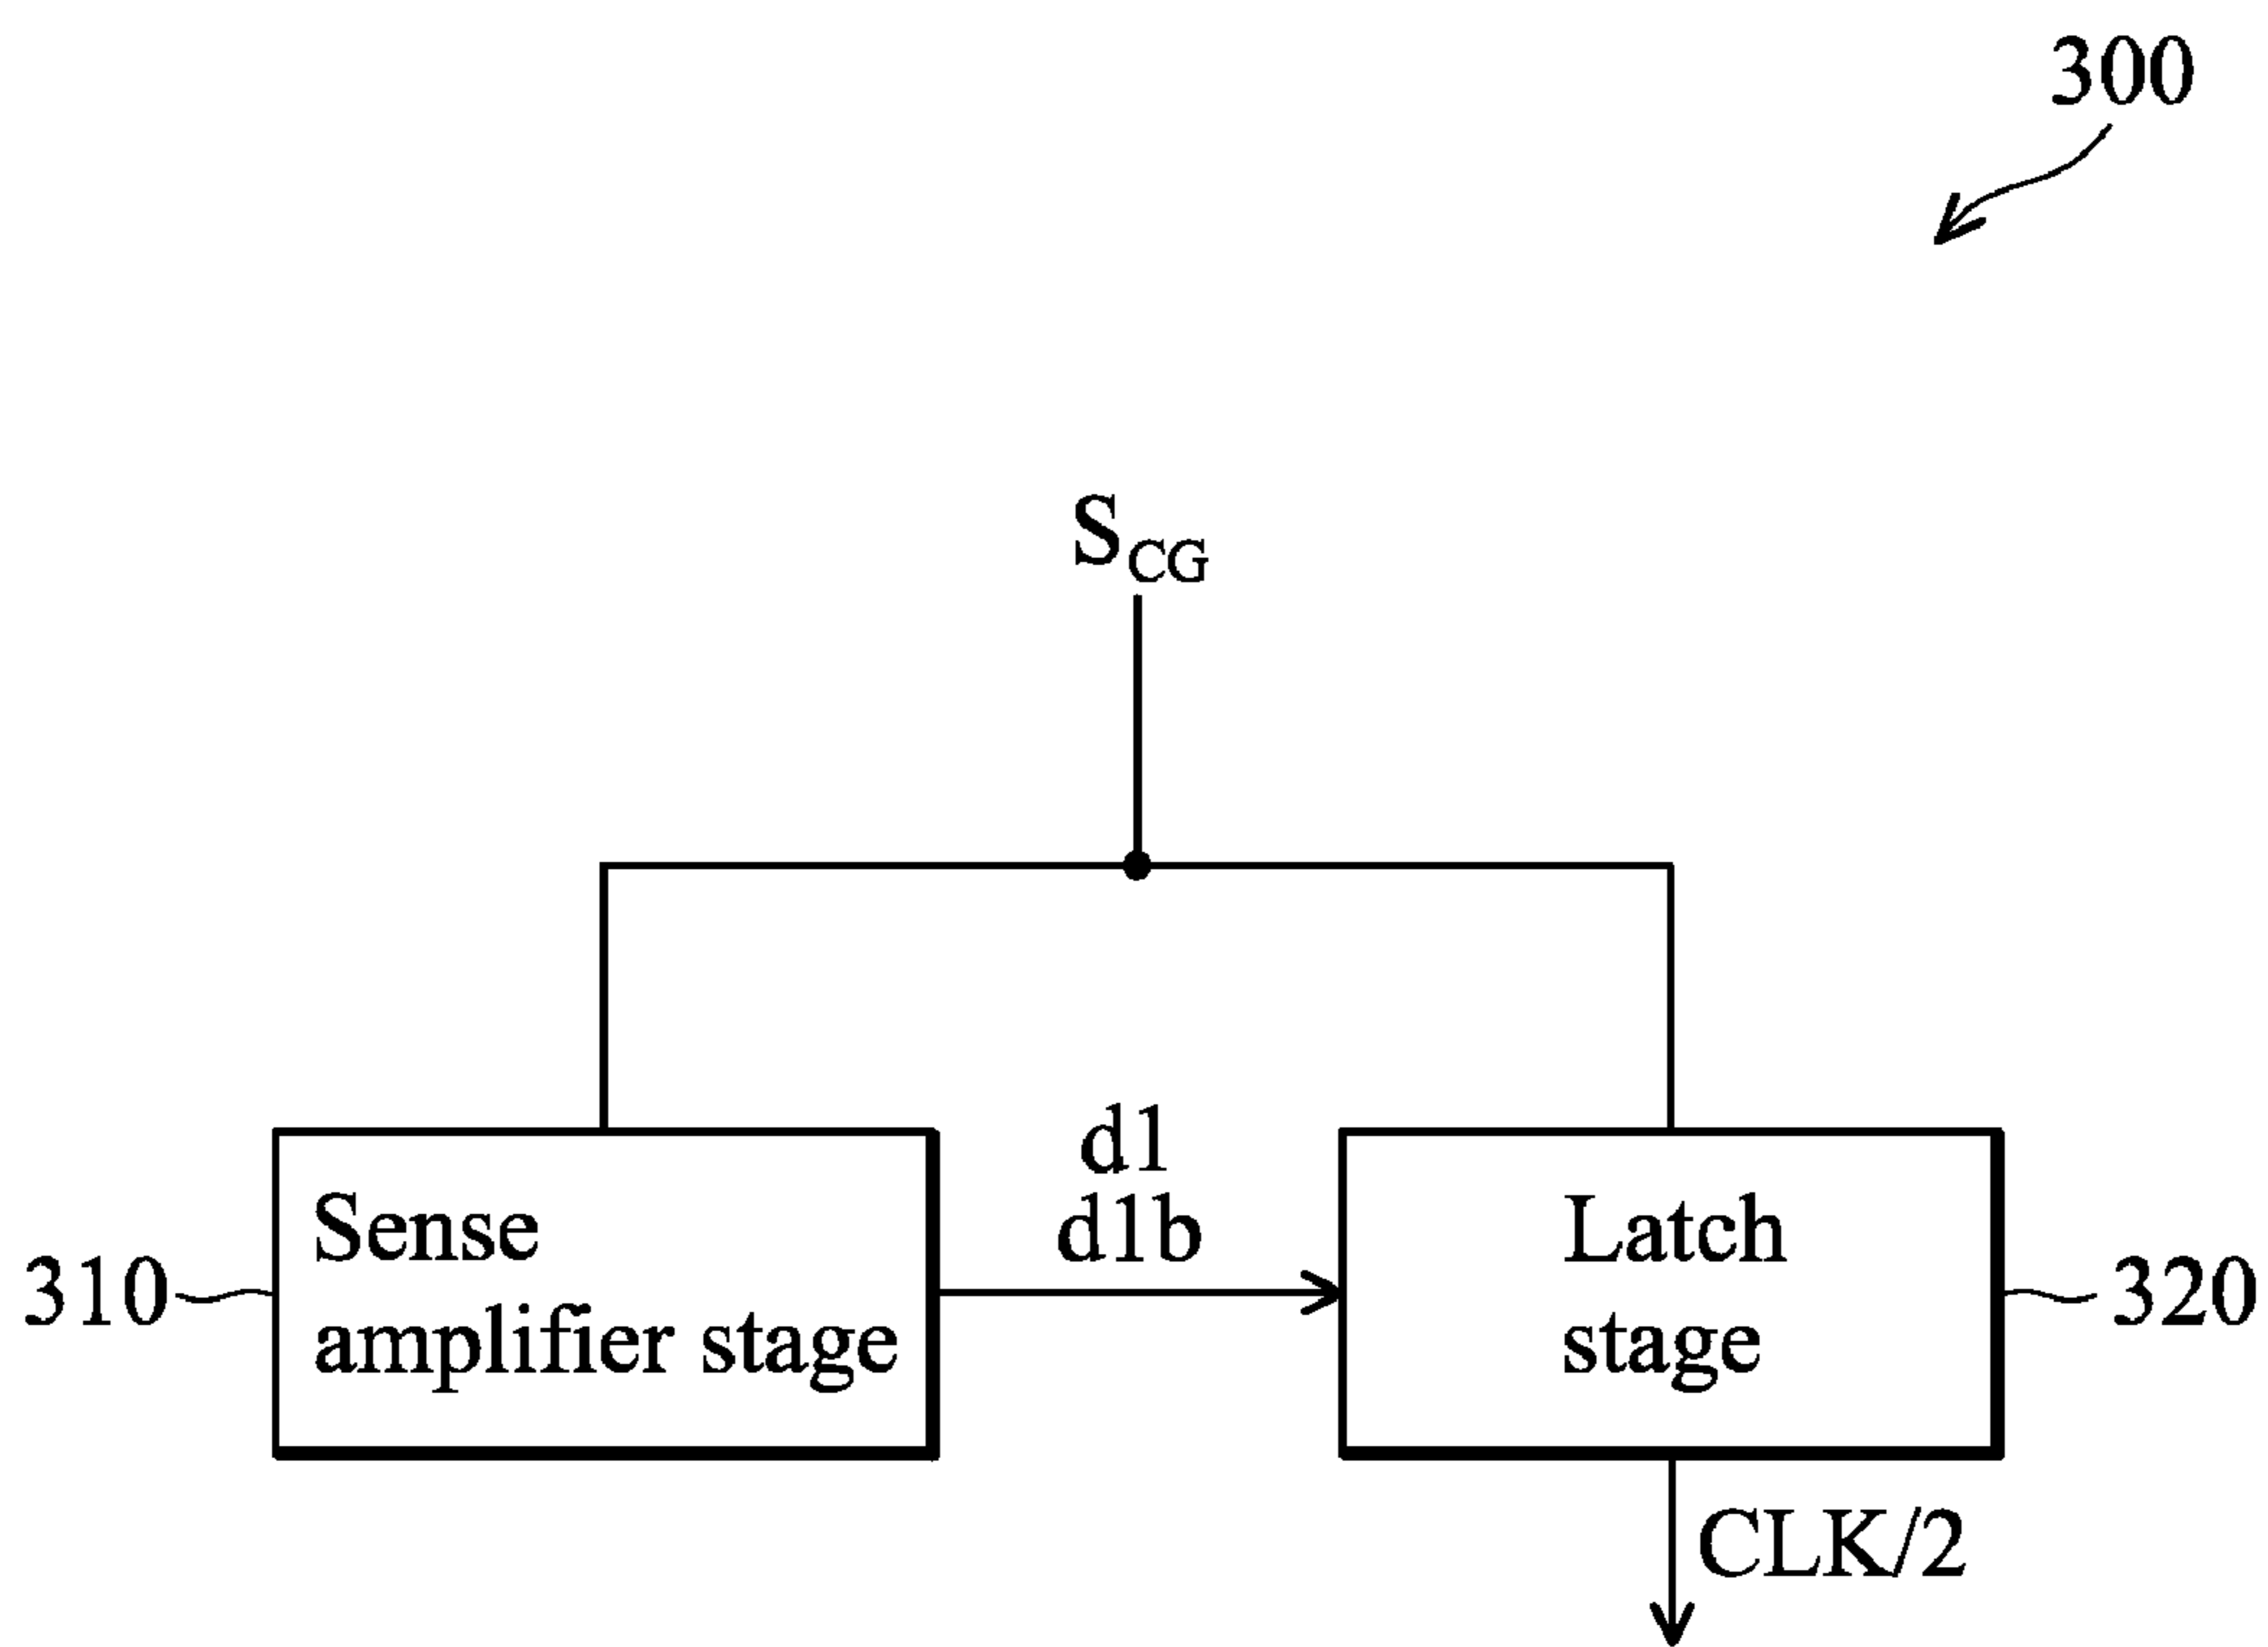 300
S_CG
d1
d1b
310
Sense
amplifier stage
Latch
stage
320
CLK/2